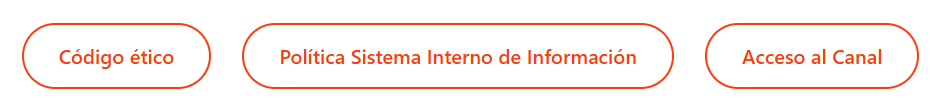 Código ético
Política Sistema Interno de Información
Acceso al Canal